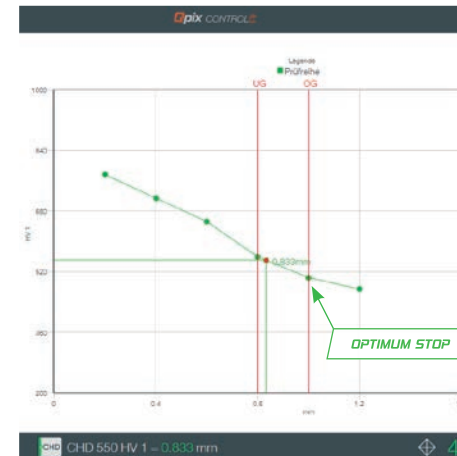 Qpix CONTROL2
Legende
Prüfreihe
UG OG
1000
840
680
520
360
200
HV 1
0,833mm
OPTIMUM STOP
0 0.4 0.8 1.2
mm
CHD CHD 550 HV 1 = 0,833 mm